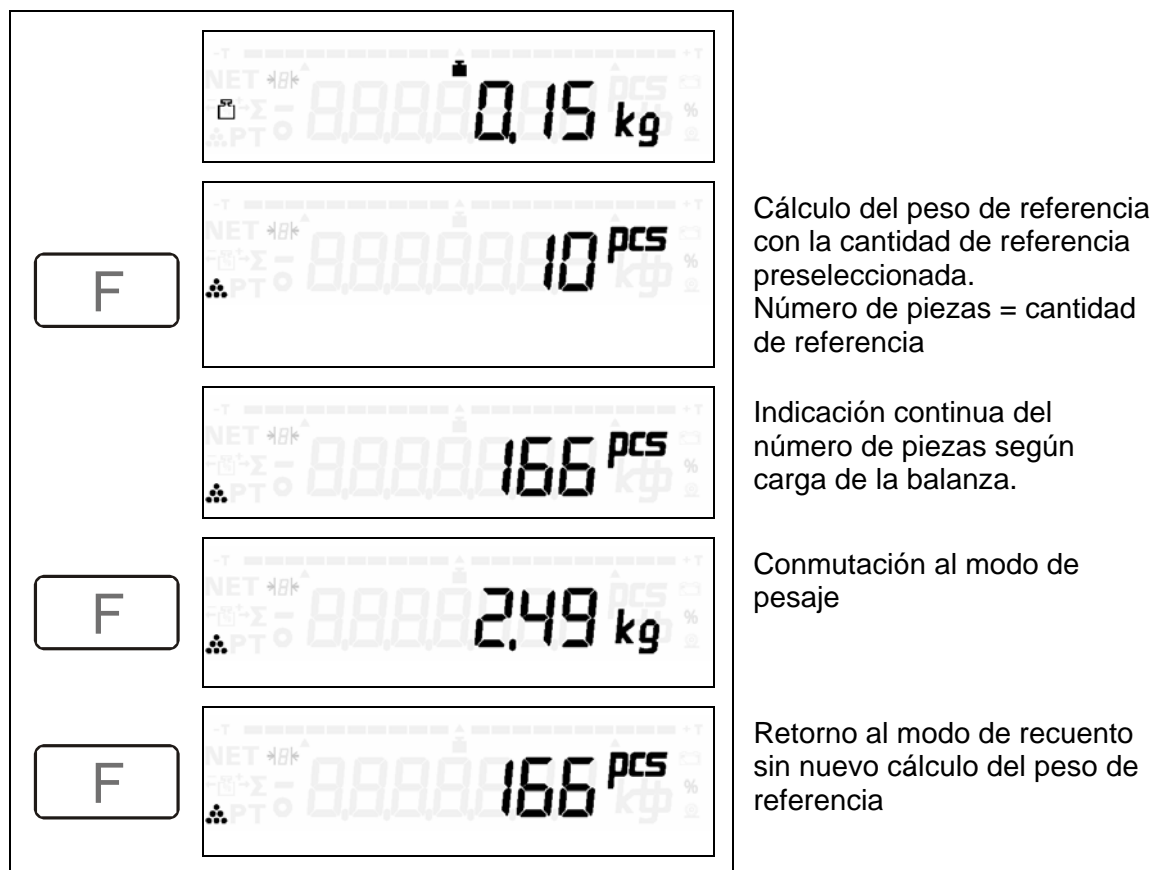 0,15 kg
F
10 pcs
Cálculo del peso de referencia
con la cantidad de referencia
preseleccionada.
Número de piezas = cantidad
de referencia
166 pcs
Indicación continua del
número de piezas según
carga de la balanza.
F
2,49 kg
Conmutación al modo de
pesaje
F
166 pcs
Retorno al modo de recuento
sin nuevo cálculo del peso de
referencia